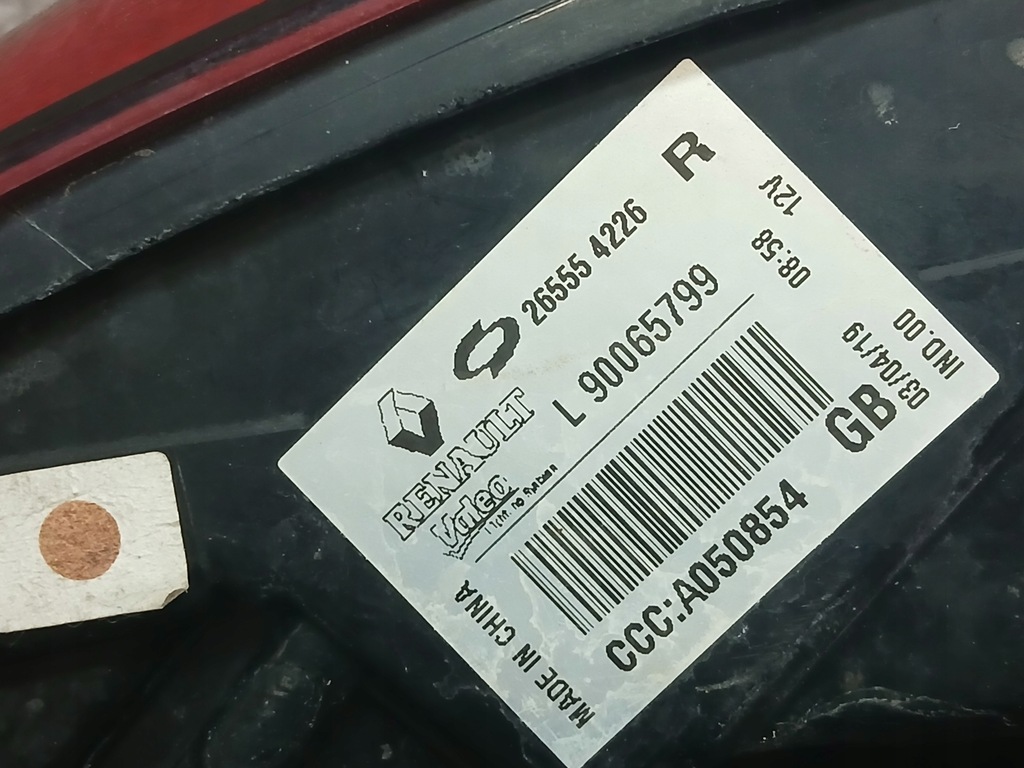 26555 4226 R
RENAULT
L 90065799
12V
08:58
Valeo
MADE IN CHINA
GB
03/04/19
IND.00
CCC:A050854